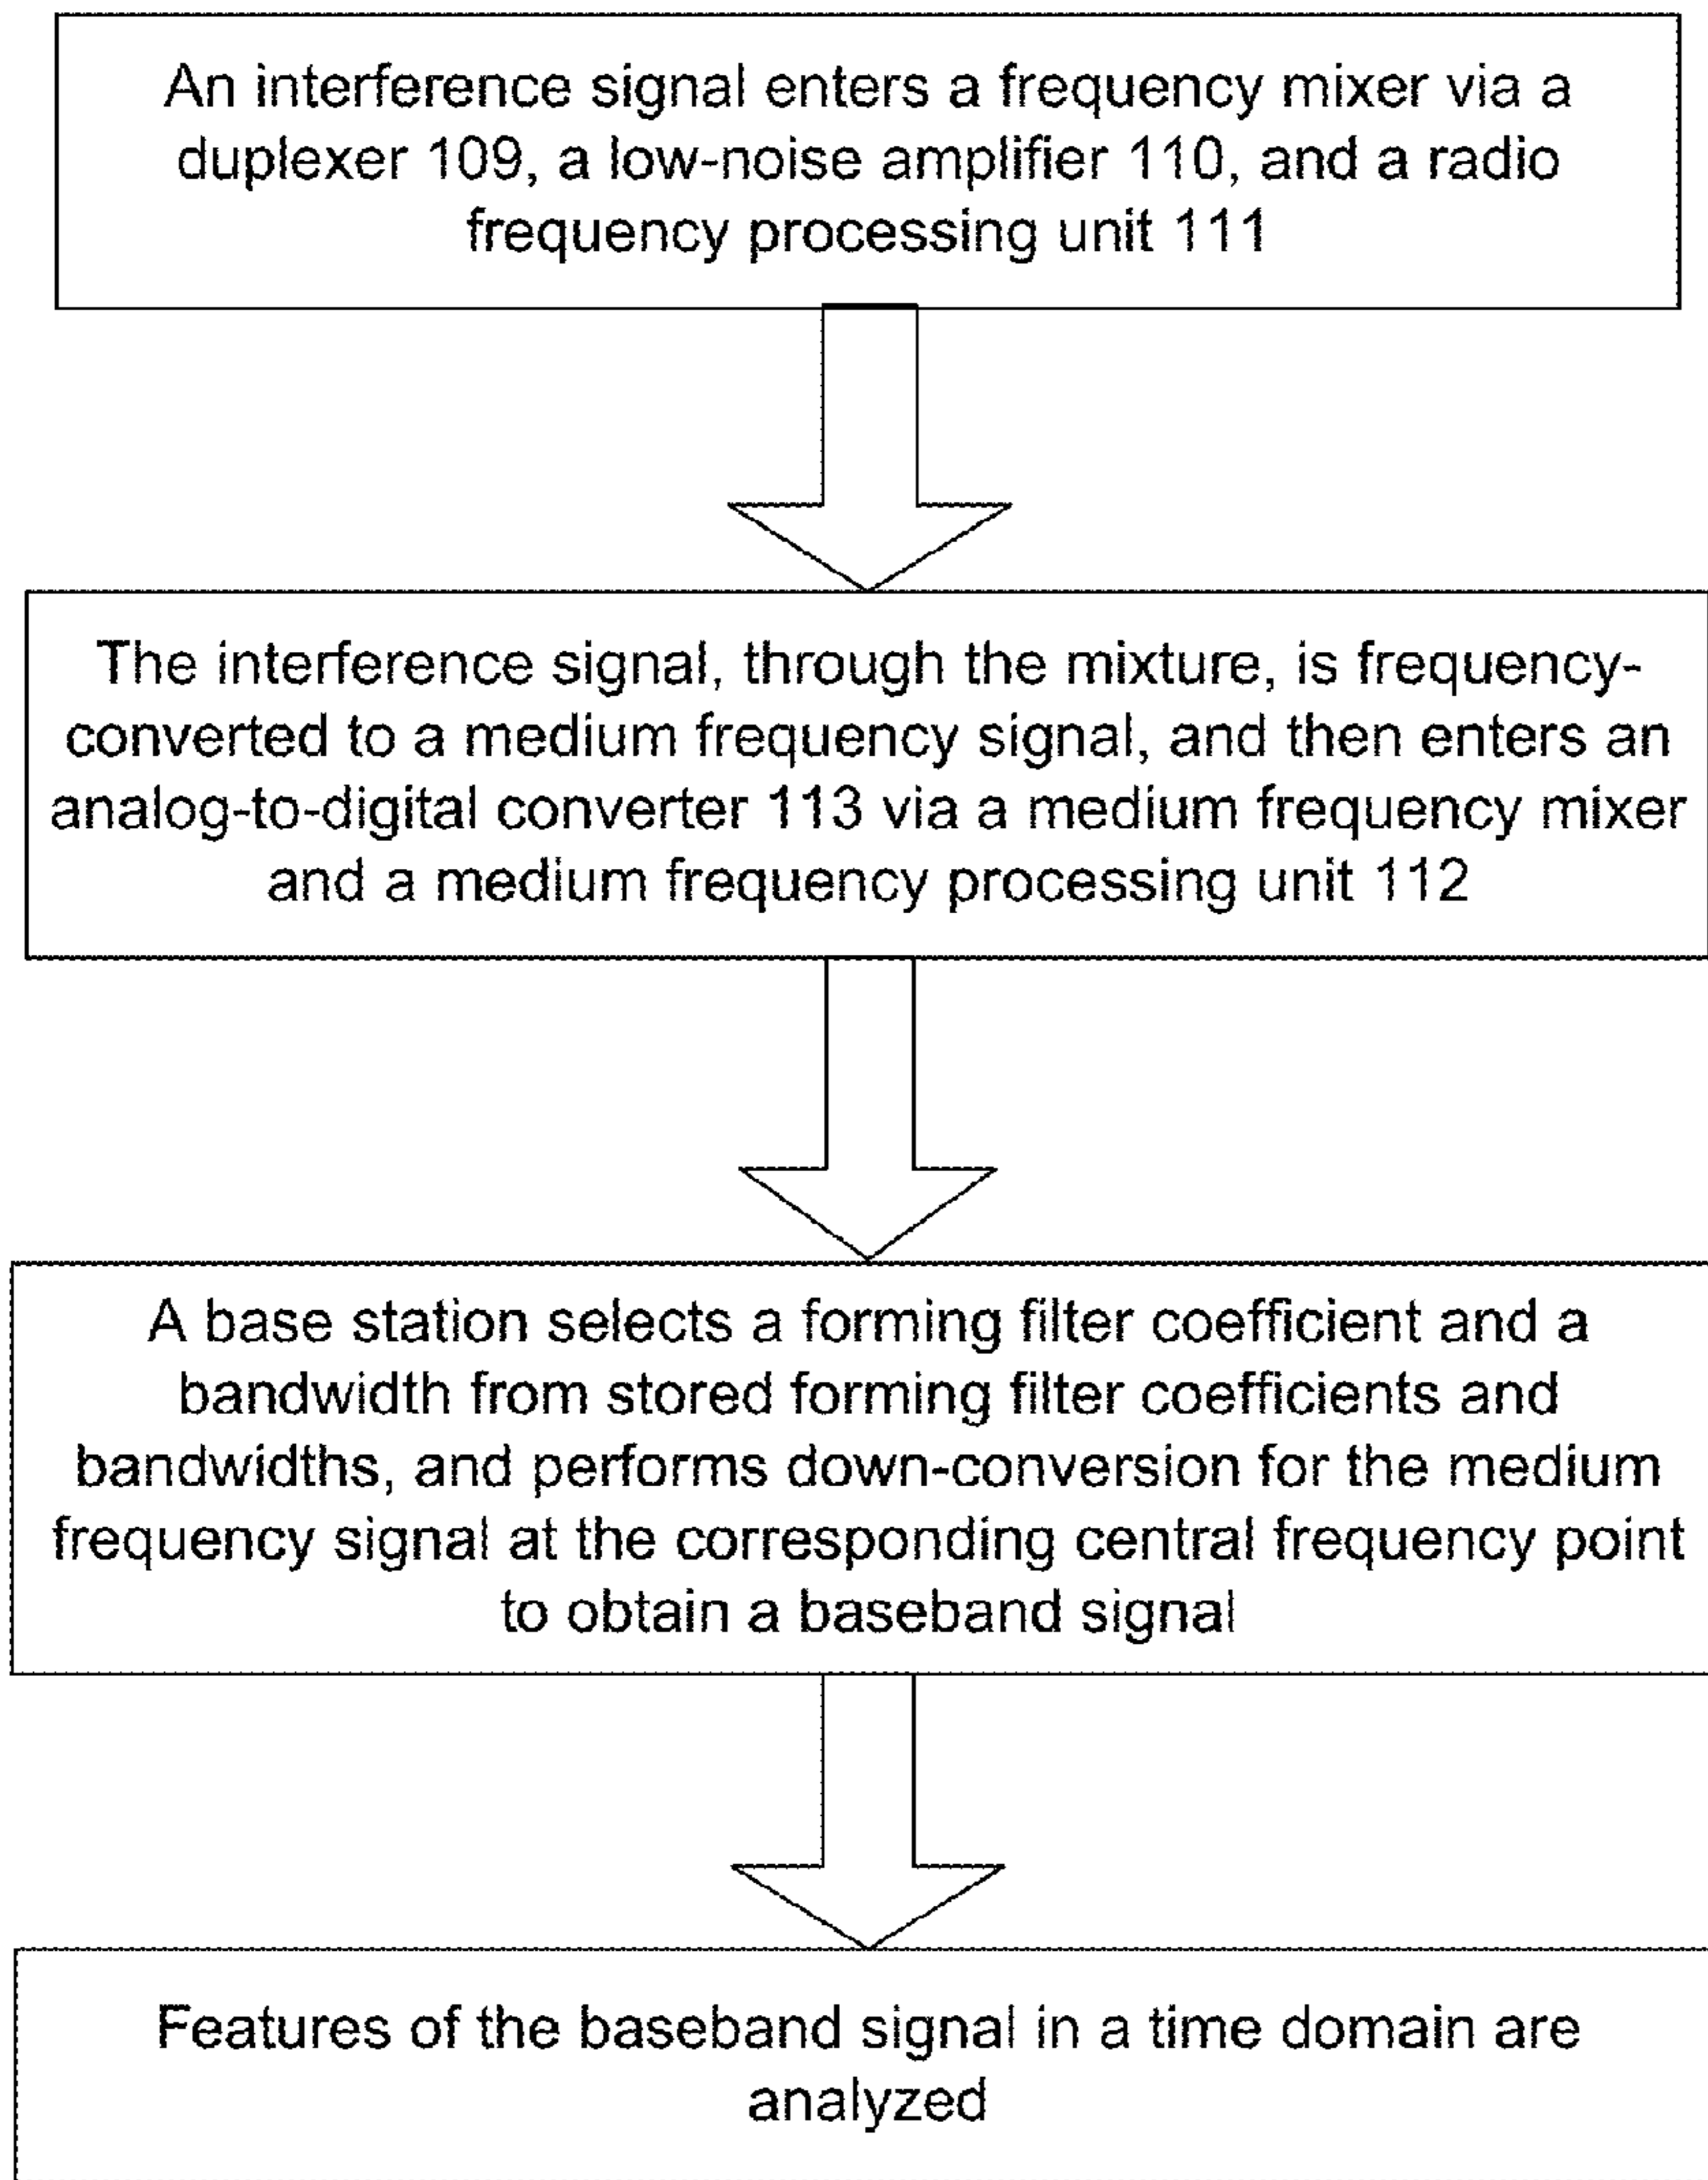 An interference signal enters a frequency mixer via a
duplexer 109, a low-noise amplifier 110, and a radio
frequency processing unit 111
The interference signal, through the mixture, is frequency-
converted to a medium frequency signal, and then enters an
analog-to-digital converter 113 via a medium frequency mixer
and a medium frequency processing unit 112
A base station selects a forming filter coefficient and a
bandwidth from stored forming filter coefficients and
bandwidths, and performs down-conversion for the medium
frequency signal at the corresponding central frequency point
to obtain a baseband signal
Features of the baseband signal in a time domain are
analyzed